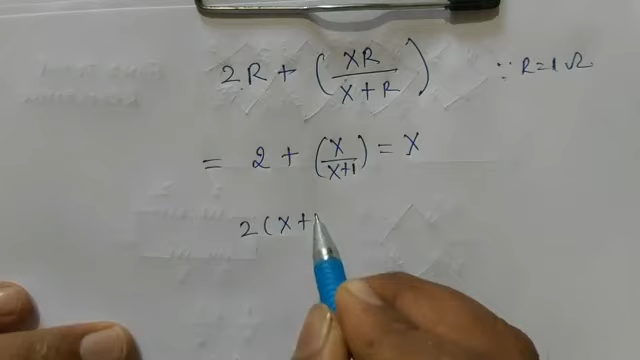 2R + (XR / X + R) ∵ R = 1 Ω
= 2 + (X / X+1) = X
2 (X +